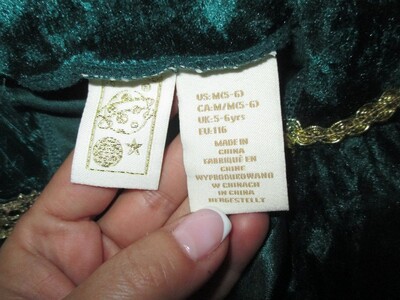 US: M(5-6)
CA: M/M(5-6)
UK: 5-6yrs
EU: 116
MADE IN
CHINA
FABRIQUÉ EN
CHINE
WYPRODUKOWANO
W CHINACH
IN CHINA
HERGESTELLT